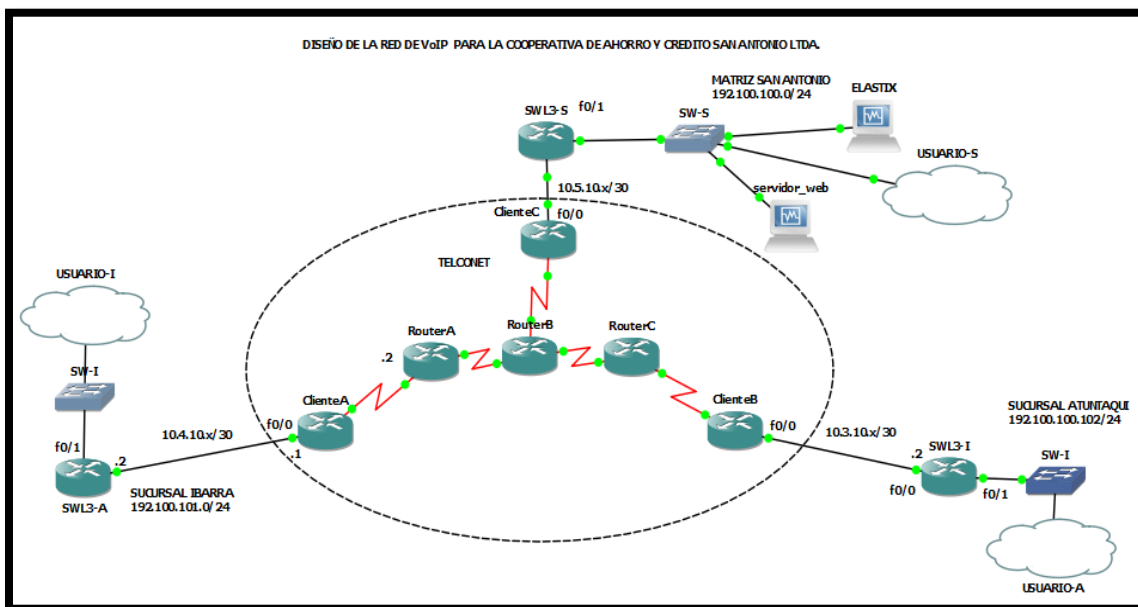 DISEÑO DE LA RED DE VoIP PARA LA COOPERATIVA DE AHORRO Y CREDITO SAN ANTONIO LTDA.
MATRIZ SAN ANTONIO
192.100.100.0/24
ELASTIX
SWL3-S
f0/1
SW-S
USUARIO-S
servidor_web
10.5.10.x/30
ClienteC
f0/0
TELCONET
USUARIO-I
RouterA
RouterB
RouterC
.2
SW-I
ClienteA
ClienteB
f0/0
f0/0
SUCURSAL ATUNTAQUI
192.100.100.102/24
10.4.10.x/30
.1
10.3.10.x/30
f0/1
.2
SWL3-A
SUCURSAL IBARRA
192.100.101.0/24
.2
SWL3-I
SW-I
f0/0
f0/1
USUARIO-A